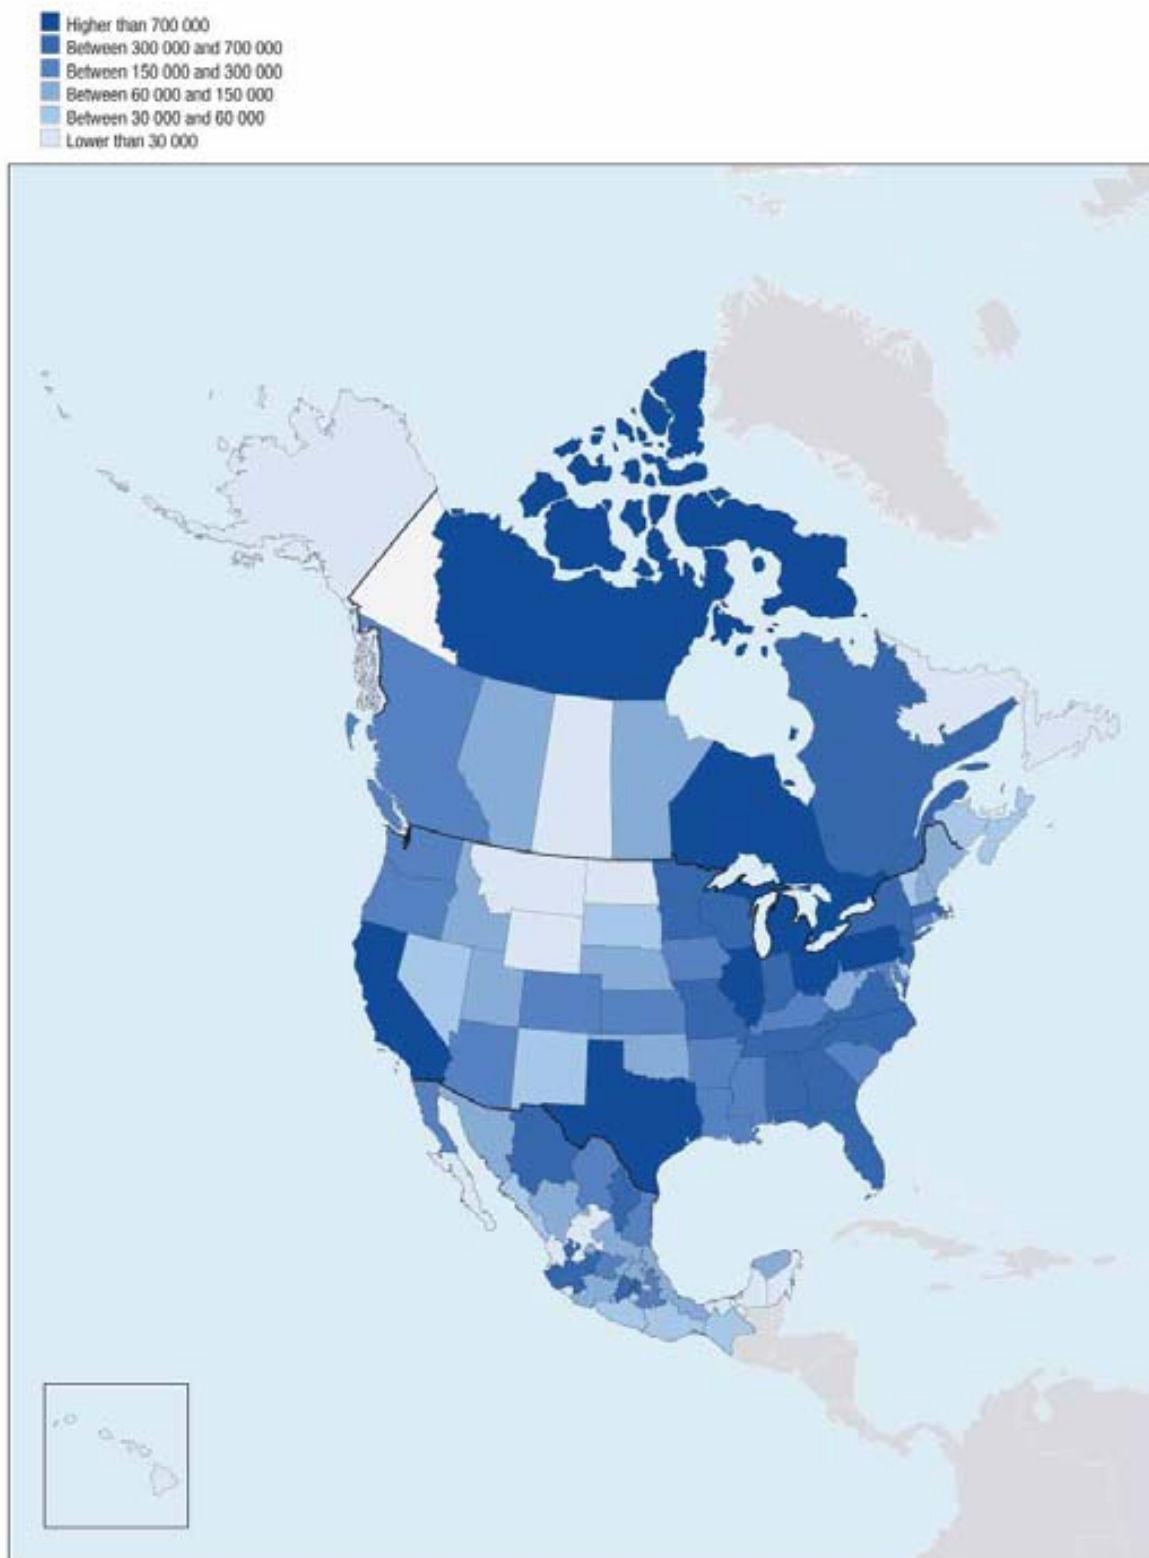 Higher than 700 000
Between 300 000 and 700 000
Between 150 000 and 300 000
Between 60 000 and 150 000
Between 30 000 and 60 000
Lower than 30 000